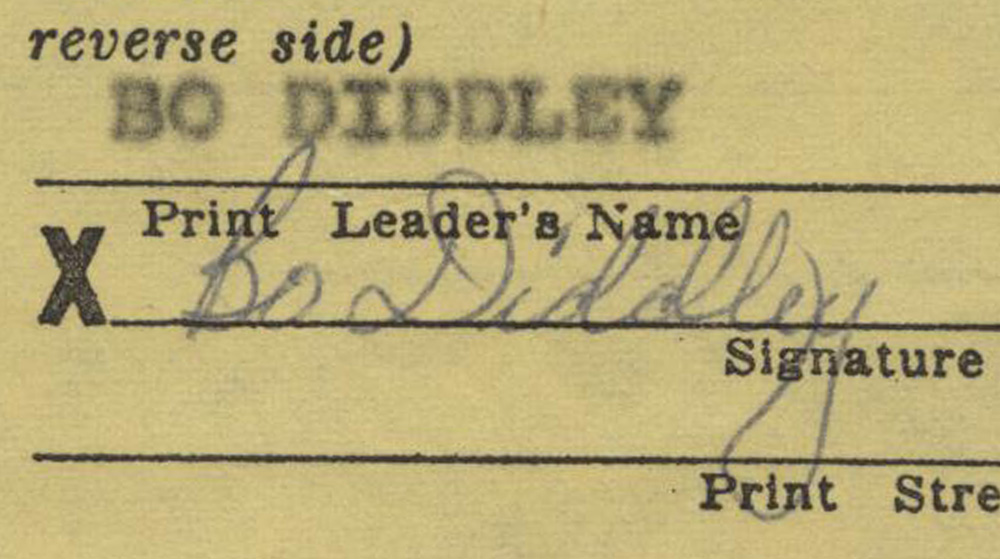 reverse side)
BO DIDDLEY
Print Leader's Name
X Bo Diddley
Signature
Print Stre